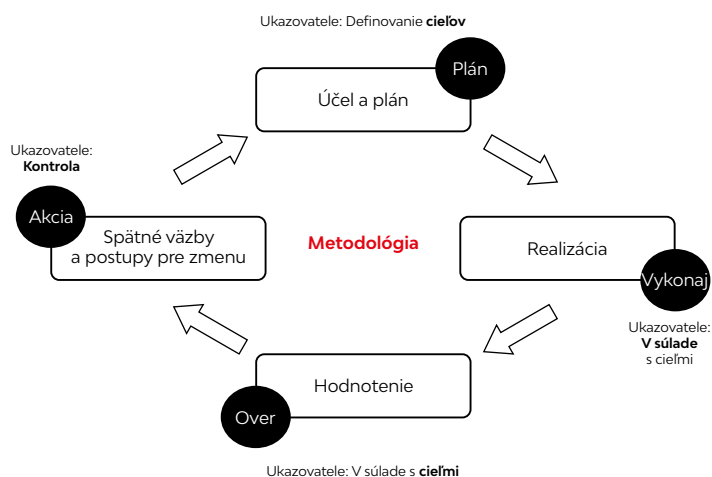 Ukazovatele: Definovanie cieľov
Plán
Účel a plán
Ukazovatele:
Kontrola
Akcia
Spätné väzby
a postupy pre zmenu
Metodológia
Realizácia
Vykonaj
Ukazovatele:
V súlade
s cieľmi
Hodnotenie
Over
Ukazovatele: V súlade s cieľmi